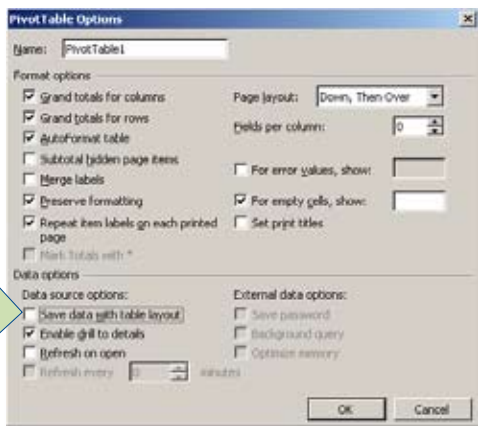 PivotTable Options
Name: PivotTable1
Format options
Grand totals for columns
Grand totals for rows
AutoFormat table
Subtotal hidden page items
Merge labels
Preserve formatting
Repeat item labels on each printed
page
Mark Totals with *
Page layout: Down, Then Over
Fields per column: 0
For error values, show:
For empty cells, show:
Set print titles
Data options
Data source options:
Save data with table layout
Enable drill to details
Refresh on open
Refresh every 0 minutes
External data options:
Save password
Background query
Optimize memory
OK Cancel